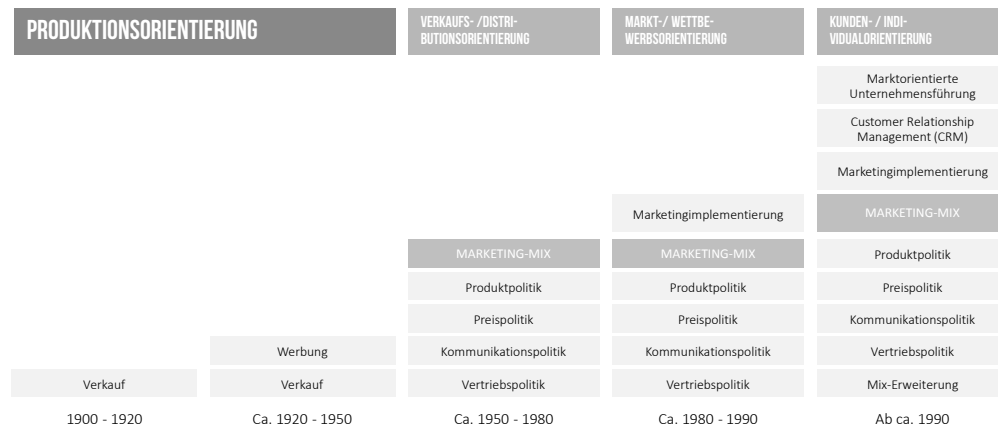 PRODUKTIONSORIENTIERUNG
VERKAUFS- /DISTRI-
BUTIONSORIENTIERUNG
MARKT-/ WETTBE-
WERBSORIENTIERUNG
KUNDEN- / INDI-
VIDUALORIENTIERUNG
Marktorientierte
Unternehmensführung
Customer Relationship
Management (CRM)
Marketingimplementierung
Marketingimplementierung
MARKETING-MIX
MARKETING-MIX
MARKETING-MIX
Produktpolitik
Produktpolitik
Produktpolitik
Preispolitik
Preispolitik
Preispolitik
Preispolitik
Kommunikationspolitik
Werbung
Kommunikationspolitik
Kommunikationspolitik
Vertriebspolitik
Verkauf
Verkauf
Vertriebspolitik
Vertriebspolitik
Mix-Erweiterung
1900 - 1920
Ca. 1920 - 1950
Ca. 1950 - 1980
Ca. 1980 - 1990
Ab ca. 1990